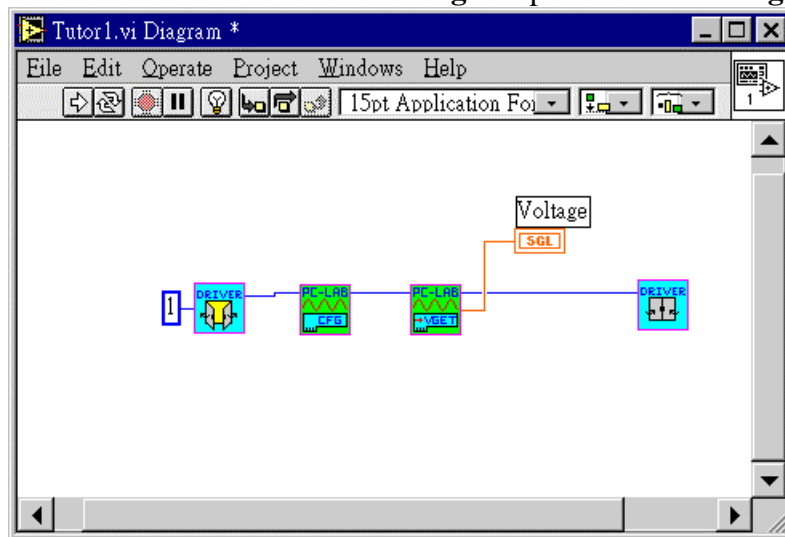 Tutor1.vi Diagram *
File Edit Operate Project Windows Help
15pt Application Fo
1
Voltage
SGL
1
DRIVER
PC-LAB
CFG
PC-LAB
VGET
DRIVER